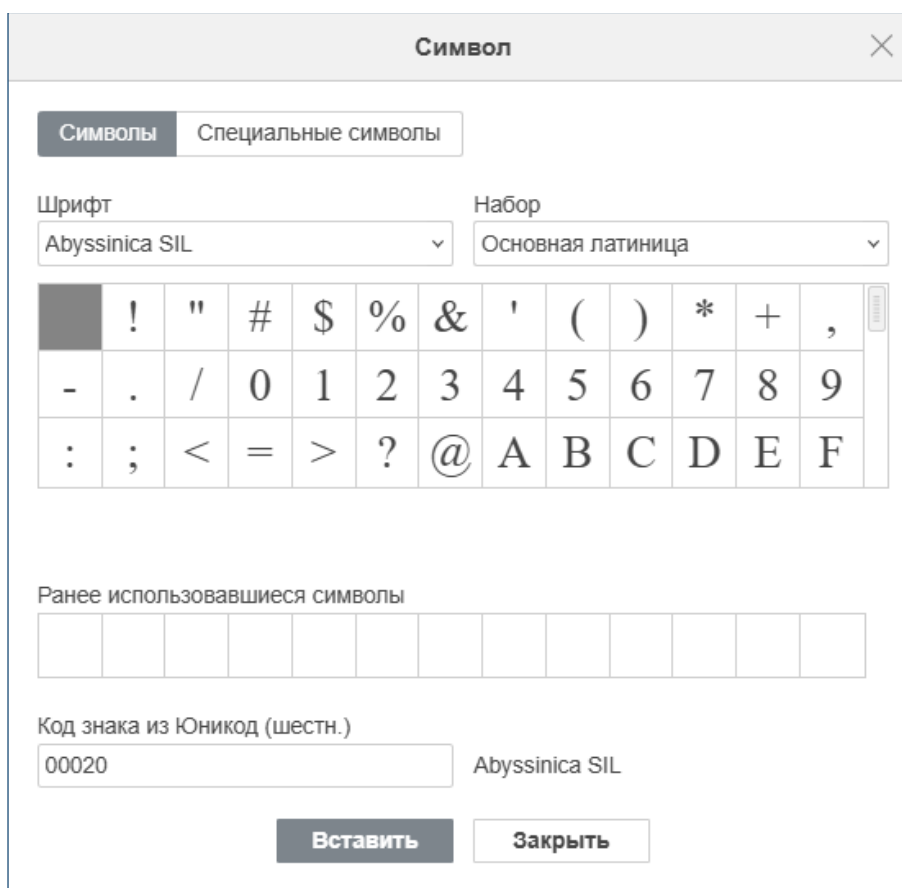 Символ
Символы Специальные символы
Шрифт Набор
Abyssinica SIL Основная латиница
! " # $ % & ' ( ) * + ,
- . / 0 1 2 3 4 5 6 7 8 9
: ; < = > ? @ A B C D E F
Ранее использовавшиеся символы
Код знака из Юникод (шестн.)
00020 Abyssinica SIL
Вставить Закрыть